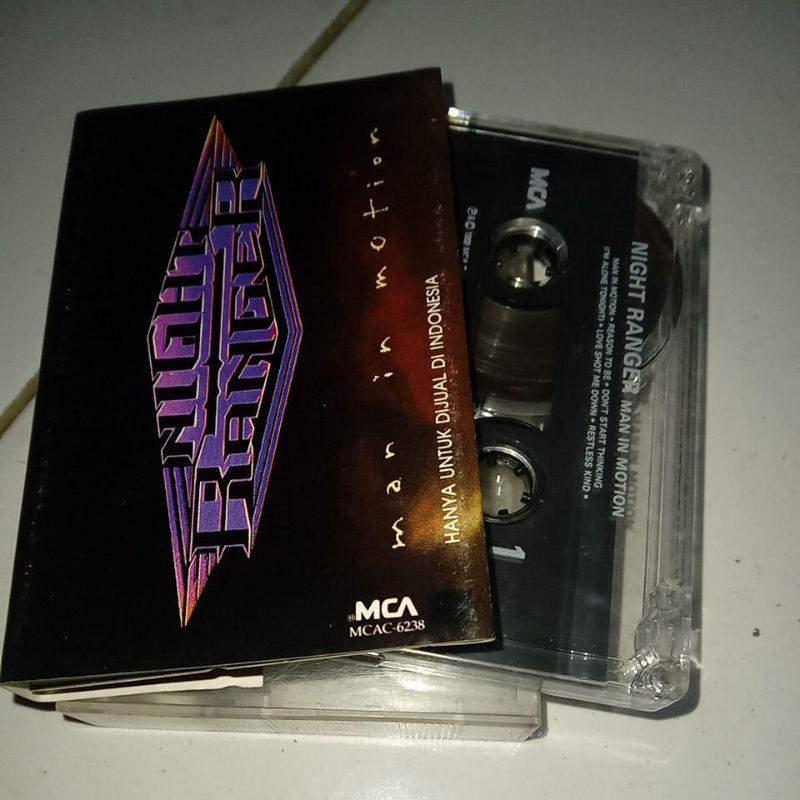 NIGHT
RANGER
man in motion
HANYA UNTUK DIJUAL DI INDONESIA
MCA
MCAC-6238
MCA
NIGHT RANGER MAN IN MOTION
MAN IN MOTION • REASON TO BE • DON'T START THINKING
(I'M ALONE TONIGHT) • LOVE SHOT ME DOWN • RESTLESS KIND •
1